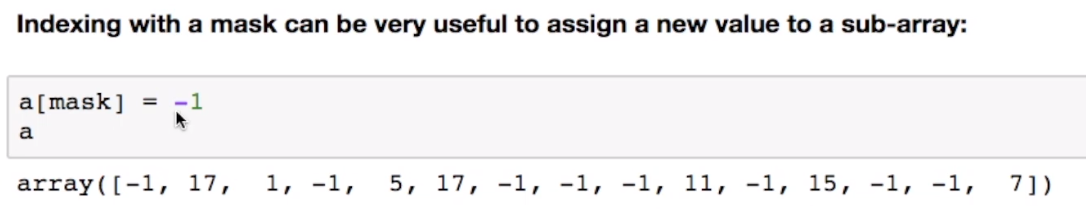 Indexing with a mask can be very useful to assign a new value to a sub-array:
a[mask] = -1
a
array([-1, 17,  1, -1,  5, 17, -1, -1, -1, 11, -1, 15, -1, -1,  7])